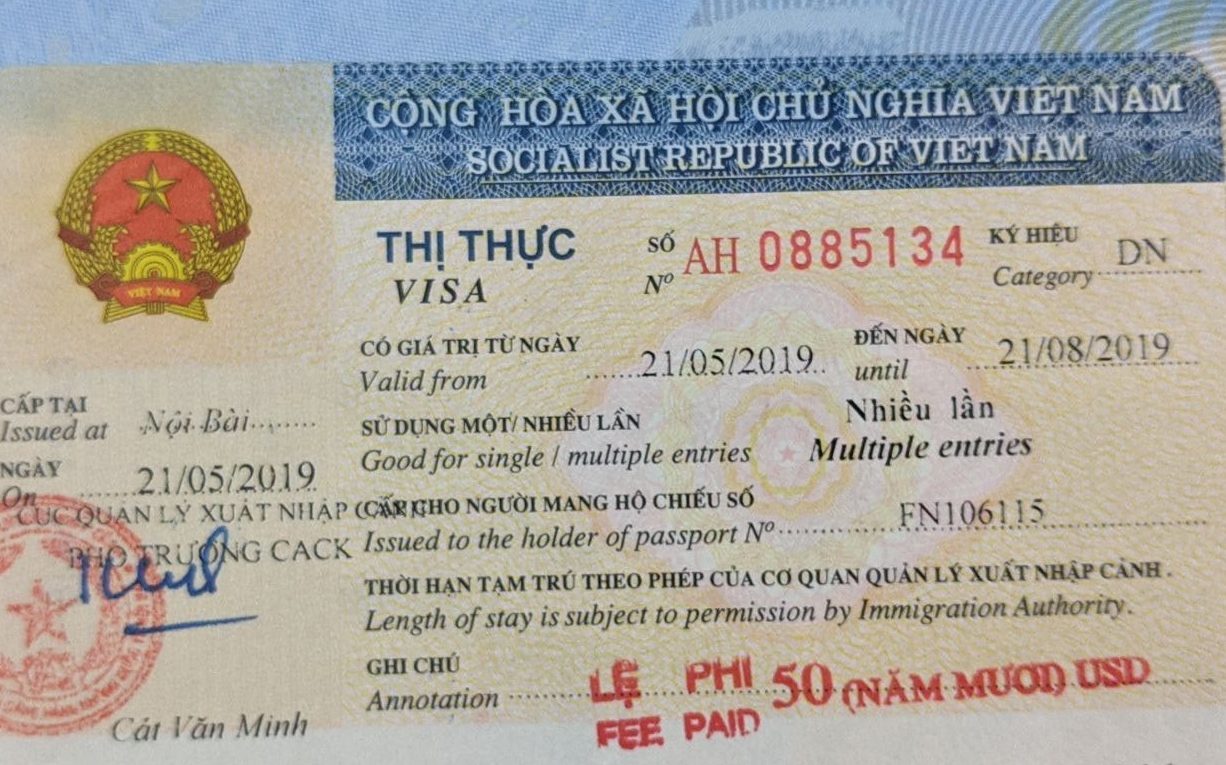 CỘNG HÒA XÃ HỘI CHỦ NGHĨA VIỆT NAM
SOCIALIST REPUBLIC OF VIET NAM
VIỆT NAM
THỊ THỰC
VISA
SỐ
Nº
AH 0885134
KÝ HIỆU
Category
DN
CÓ GIÁ TRỊ TỪ NGÀY
Valid from
21/05/2019
ĐẾN NGÀY
until
21/08/2019
SỬ DỤNG MỘT/ NHIỀU LẦN
Good for single / multiple entries
Nhiều lần
Multiple entries
CẤP CHO NGƯỜI MANG HỘ CHIẾU SỐ
Issued to the holder of passport Nº
FN106115
THỜI HẠN TẠM TRÚ THEO PHÉP CỦA CƠ QUAN QUẢN LÝ XUẤT NHẬP CẢNH.
Length of stay is subject to permission by Immigration Authority.
GHI CHÚ
Annotation
LỆ PHI 50 (NĂM MƯƠI) USD
FEE PAID
CẤP TẠI
Issued at
Nội Bài
NGÀY
On
21/05/2019
CỤC QUẢN LÝ XUẤT NHẬP
PHÓ TRƯỞNG CACK
Cát Văn Minh